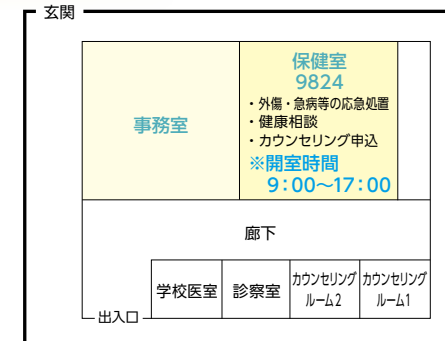 玄関
保健室
9824
・外傷・急病等の応急処置
・健康相談
・カウンセリング申込
※開室時間
9:00〜17:00
事務室
廊下
学校医室
診察室
カウンセリング
ルーム2
カウンセリング
ルーム1
出入口